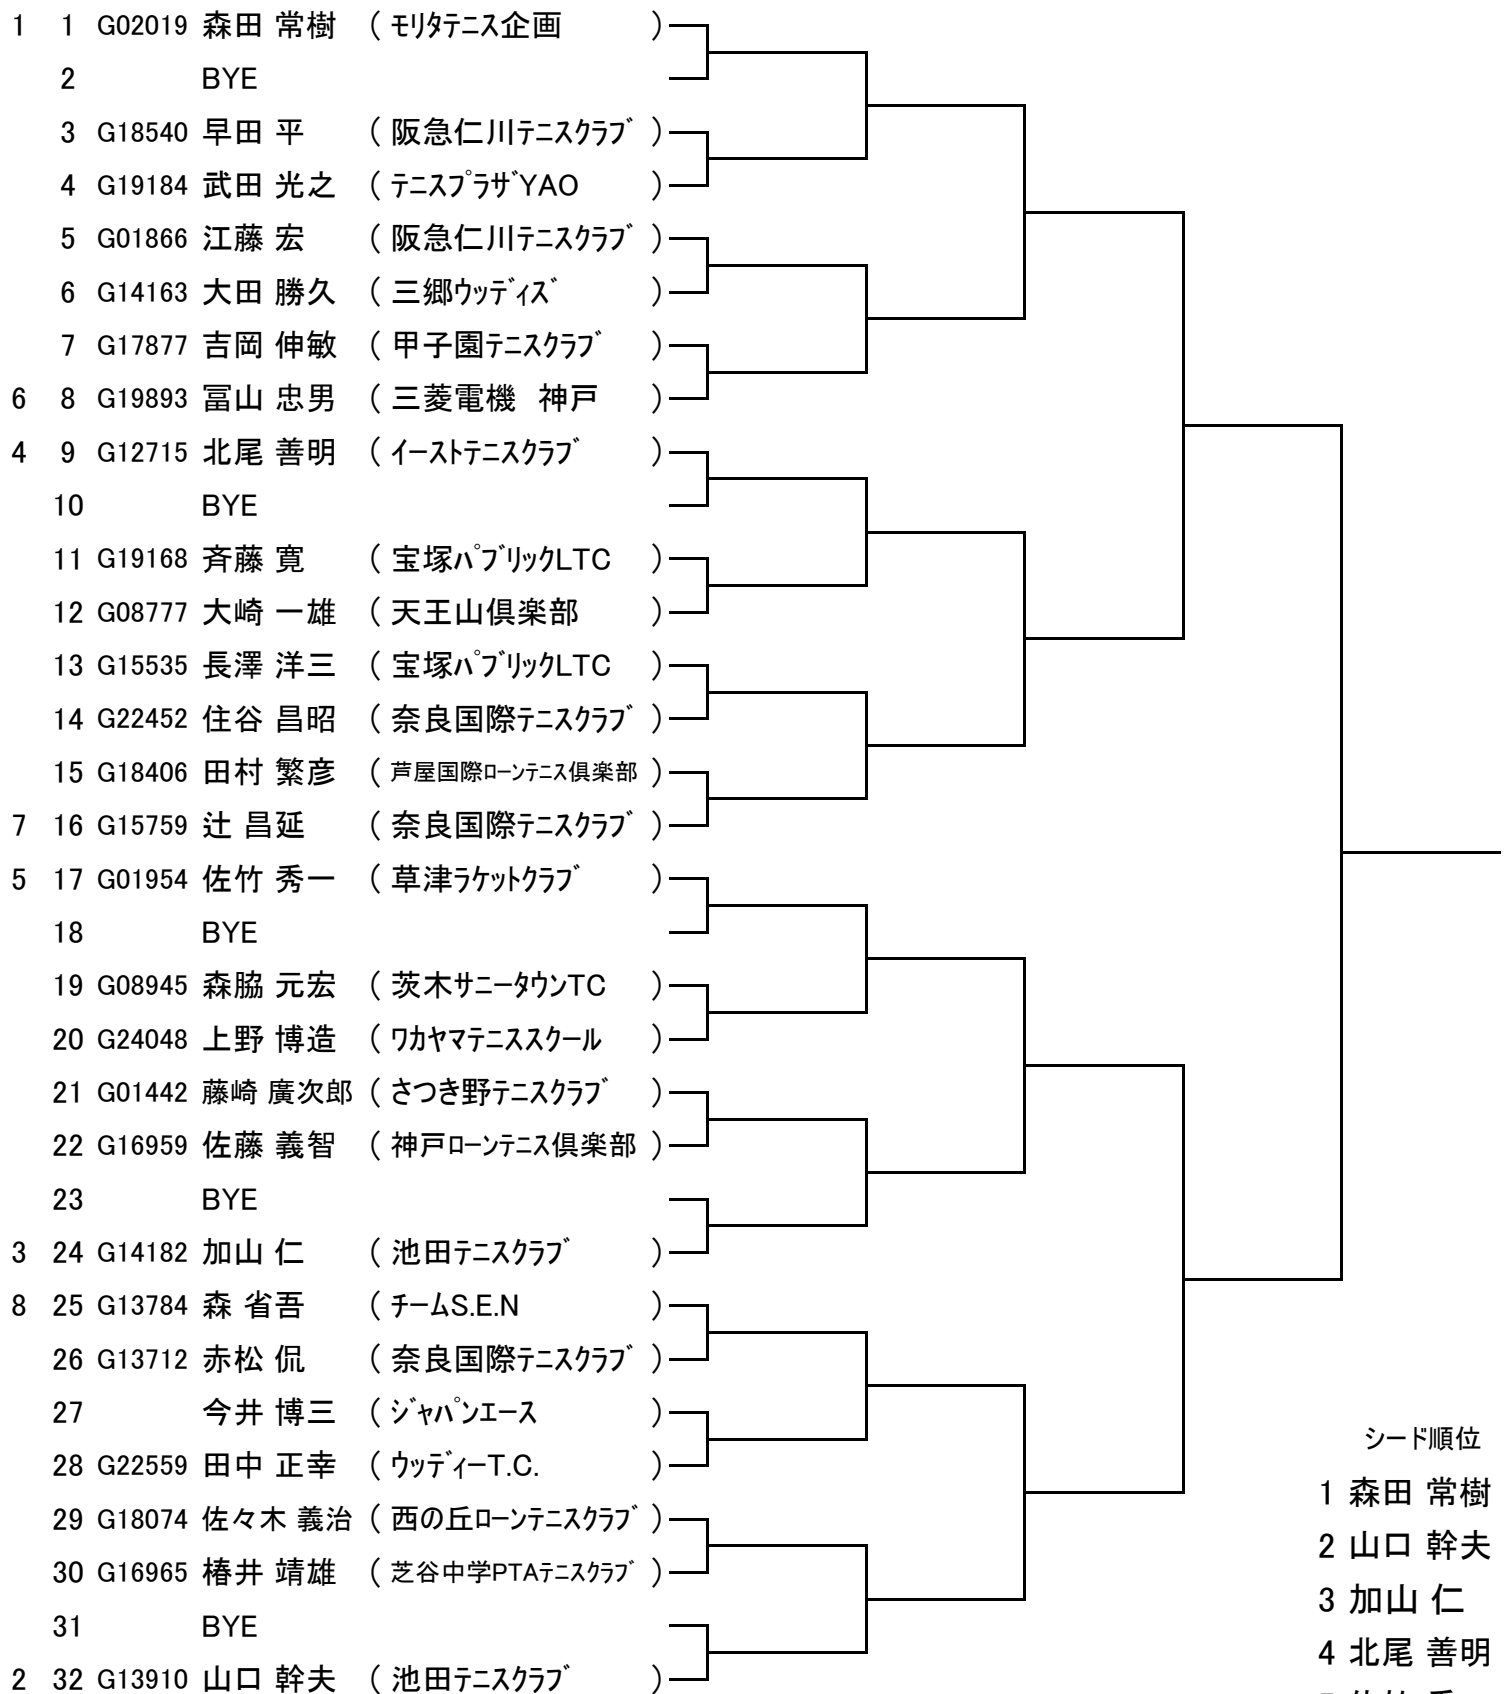 1 1 G02019 森田 常樹 ( ﾓﾘﾀﾃﾆｽ企画 )
2 BYE
3 G18540 早田 平 ( 阪急仁川ﾃﾆｽｸﾗﾌﾞ )
4 G19184 武田 光之 ( ﾃﾆｽﾌﾟﾗｻﾞYAO )
5 G01866 江藤 宏 ( 阪急仁川ﾃﾆｽｸﾗﾌﾞ )
6 G14163 大田 勝久 ( 三郷ｳｯﾃﾞｨｽﾞ )
7 G17877 吉岡 伸敏 ( 甲子園ﾃﾆｽｸﾗﾌﾞ )
6 8 G19893 冨山 忠男 ( 三菱電機　神戸 )
4 9 G12715 北尾 善明 ( ｲｰｽﾄﾃﾆｽｸﾗﾌﾞ )
10 BYE
11 G19168 斉藤 寛 ( 宝塚ﾊﾟﾌﾞﾘｯｸLTC )
12 G08777 大崎 一雄 ( 天王山倶楽部 )
13 G15535 長澤 洋三 ( 宝塚ﾊﾟﾌﾞﾘｯｸLTC )
14 G22452 住谷 昌昭 ( 奈良国際ﾃﾆｽｸﾗﾌﾞ )
15 G18406 田村 繁彦 ( 芦屋国際ﾛｰﾝﾃﾆｽ倶楽部 )
7 16 G15759 辻 昌延 ( 奈良国際ﾃﾆｽｸﾗﾌﾞ )
5 17 G01954 佐竹 秀一 ( 草津ﾗｹｯﾄｸﾗﾌﾞ )
18 BYE
19 G08945 森脇 元宏 ( 茨木ｻﾆｰﾀｳﾝTC )
20 G24048 上野 博造 ( ﾜｶﾔﾏﾃﾆｽｽｸｰﾙ )
21 G01442 藤崎 廣次郎 ( さつき野ﾃﾆｽｸﾗﾌﾞ )
22 G16959 佐藤 義智 ( 神戸ﾛｰﾝﾃﾆｽ倶楽部 )
23 BYE
3 24 G14182 加山 仁 ( 池田ﾃﾆｽｸﾗﾌﾞ )
8 25 G13784 森 省吾 ( ﾁｰﾑS.E.N )
26 G13712 赤松 侃 ( 奈良国際ﾃﾆｽｸﾗﾌﾞ )
27 今井 博三 ( ｼﾞｬﾊﾟﾝｴｰｽ )
28 G22559 田中 正幸 ( ｳｯﾃﾞｨｰT.C. )
29 G18074 佐々木 義治 ( 西の丘ﾛｰﾝﾃﾆｽｸﾗﾌﾞ )
30 G16965 椿井 靖雄 ( 芝谷中学PTAﾃﾆｽｸﾗﾌﾞ )
31 BYE
2 32 G13910 山口 幹夫 ( 池田ﾃﾆｽｸﾗﾌﾞ )
シード順位
1 森田 常樹
2 山口 幹夫
3 加山 仁
4 北尾 善明